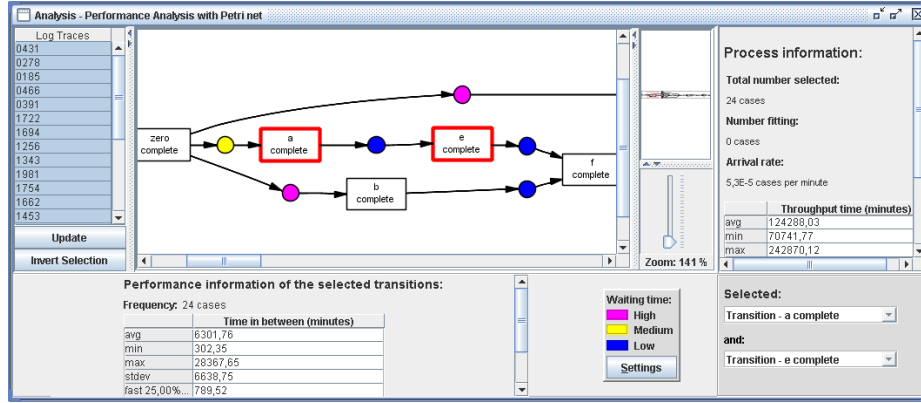 Analysis - Performance Analysis with Petri net
Log Traces
0431
0278
0185
0466
0391
1722
1694
1256
1343
1981
1754
1662
1453
Update
Invert Selection
zero
complete
a
complete
e
complete
b
complete
f
complete
Zoom: 141 %
Process information:
Total number selected:
24 cases
Number fitting:
0 cases
Arrival rate:
5,3E-5 cases per minute
Throughput time (minutes)
avg 124288,03
min 70741,77
max 242870,12
Performance information of the selected transitions:
Frequency: 24 cases
Time in between (minutes)
avg 6301,76
min 302,35
max 28367,65
stdev 6638,75
fast 25,00%... 789,52
Waiting time:
High
Medium
Low
Settings
Selected:
Transition - a complete
and:
Transition - e complete